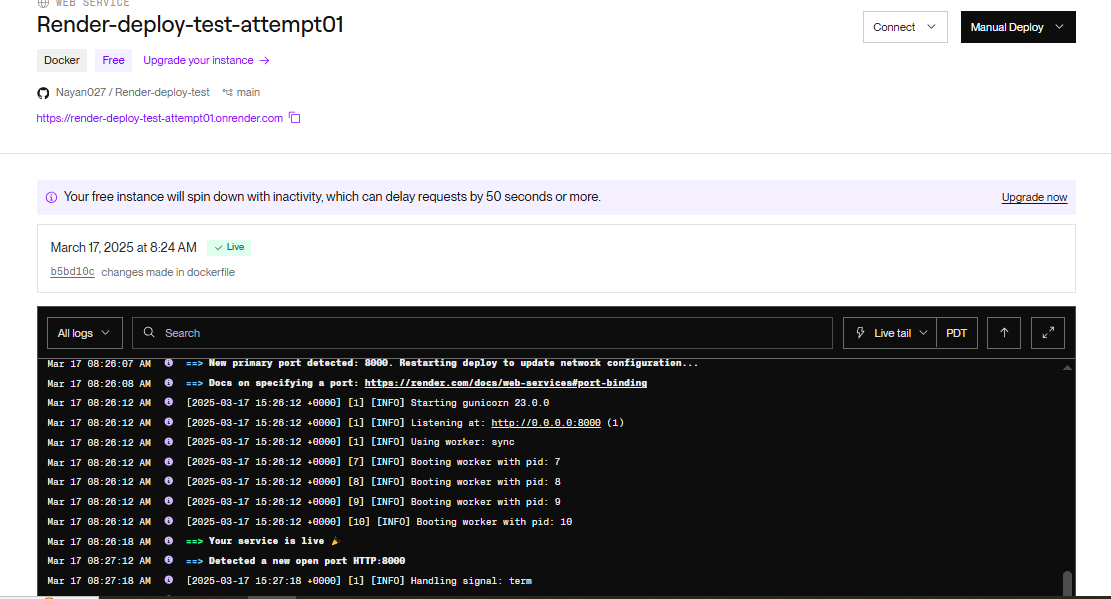 WEB SERVICE
Render-deploy-test-attempt01
Connect
Manual Deploy
Docker Free Upgrade your instance →
Nayan027 / Render-deploy-test main
https://render-deploy-test-attempt01.onrender.com
Your free instance will spin down with inactivity, which can delay requests by 50 seconds or more.
Upgrade now
March 17, 2025 at 8:24 AM ✓ Live
b5bd10c changes made in dockerfile
All logs Search Live tail PDT
Mar 17 08:26:07 AM ==> New primary port detected: 8000. Restarting deploy to update network configuration...
Mar 17 08:26:08 AM ==> Docs on specifying a port: https://render.com/docs/web-services#port-binding
Mar 17 08:26:12 AM [2025-03-17 15:26:12 +0000] [1] [INFO] Starting gunicorn 23.0.0
Mar 17 08:26:12 AM [2025-03-17 15:26:12 +0000] [1] [INFO] Listening at: http://0.0.0.0:8000 (1)
Mar 17 08:26:12 AM [2025-03-17 15:26:12 +0000] [1] [INFO] Using worker: sync
Mar 17 08:26:12 AM [2025-03-17 15:26:12 +0000] [7] [INFO] Booting worker with pid: 7
Mar 17 08:26:12 AM [2025-03-17 15:26:12 +0000] [8] [INFO] Booting worker with pid: 8
Mar 17 08:26:12 AM [2025-03-17 15:26:12 +0000] [9] [INFO] Booting worker with pid: 9
Mar 17 08:26:12 AM [2025-03-17 15:26:12 +0000] [10] [INFO] Booting worker with pid: 10
Mar 17 08:26:18 AM ==> Your service is live 🎉
Mar 17 08:27:12 AM ==> Detected a new open port HTTP:8000
Mar 17 08:27:18 AM [2025-03-17 15:27:18 +0000] [1] [INFO] Handling signal: term